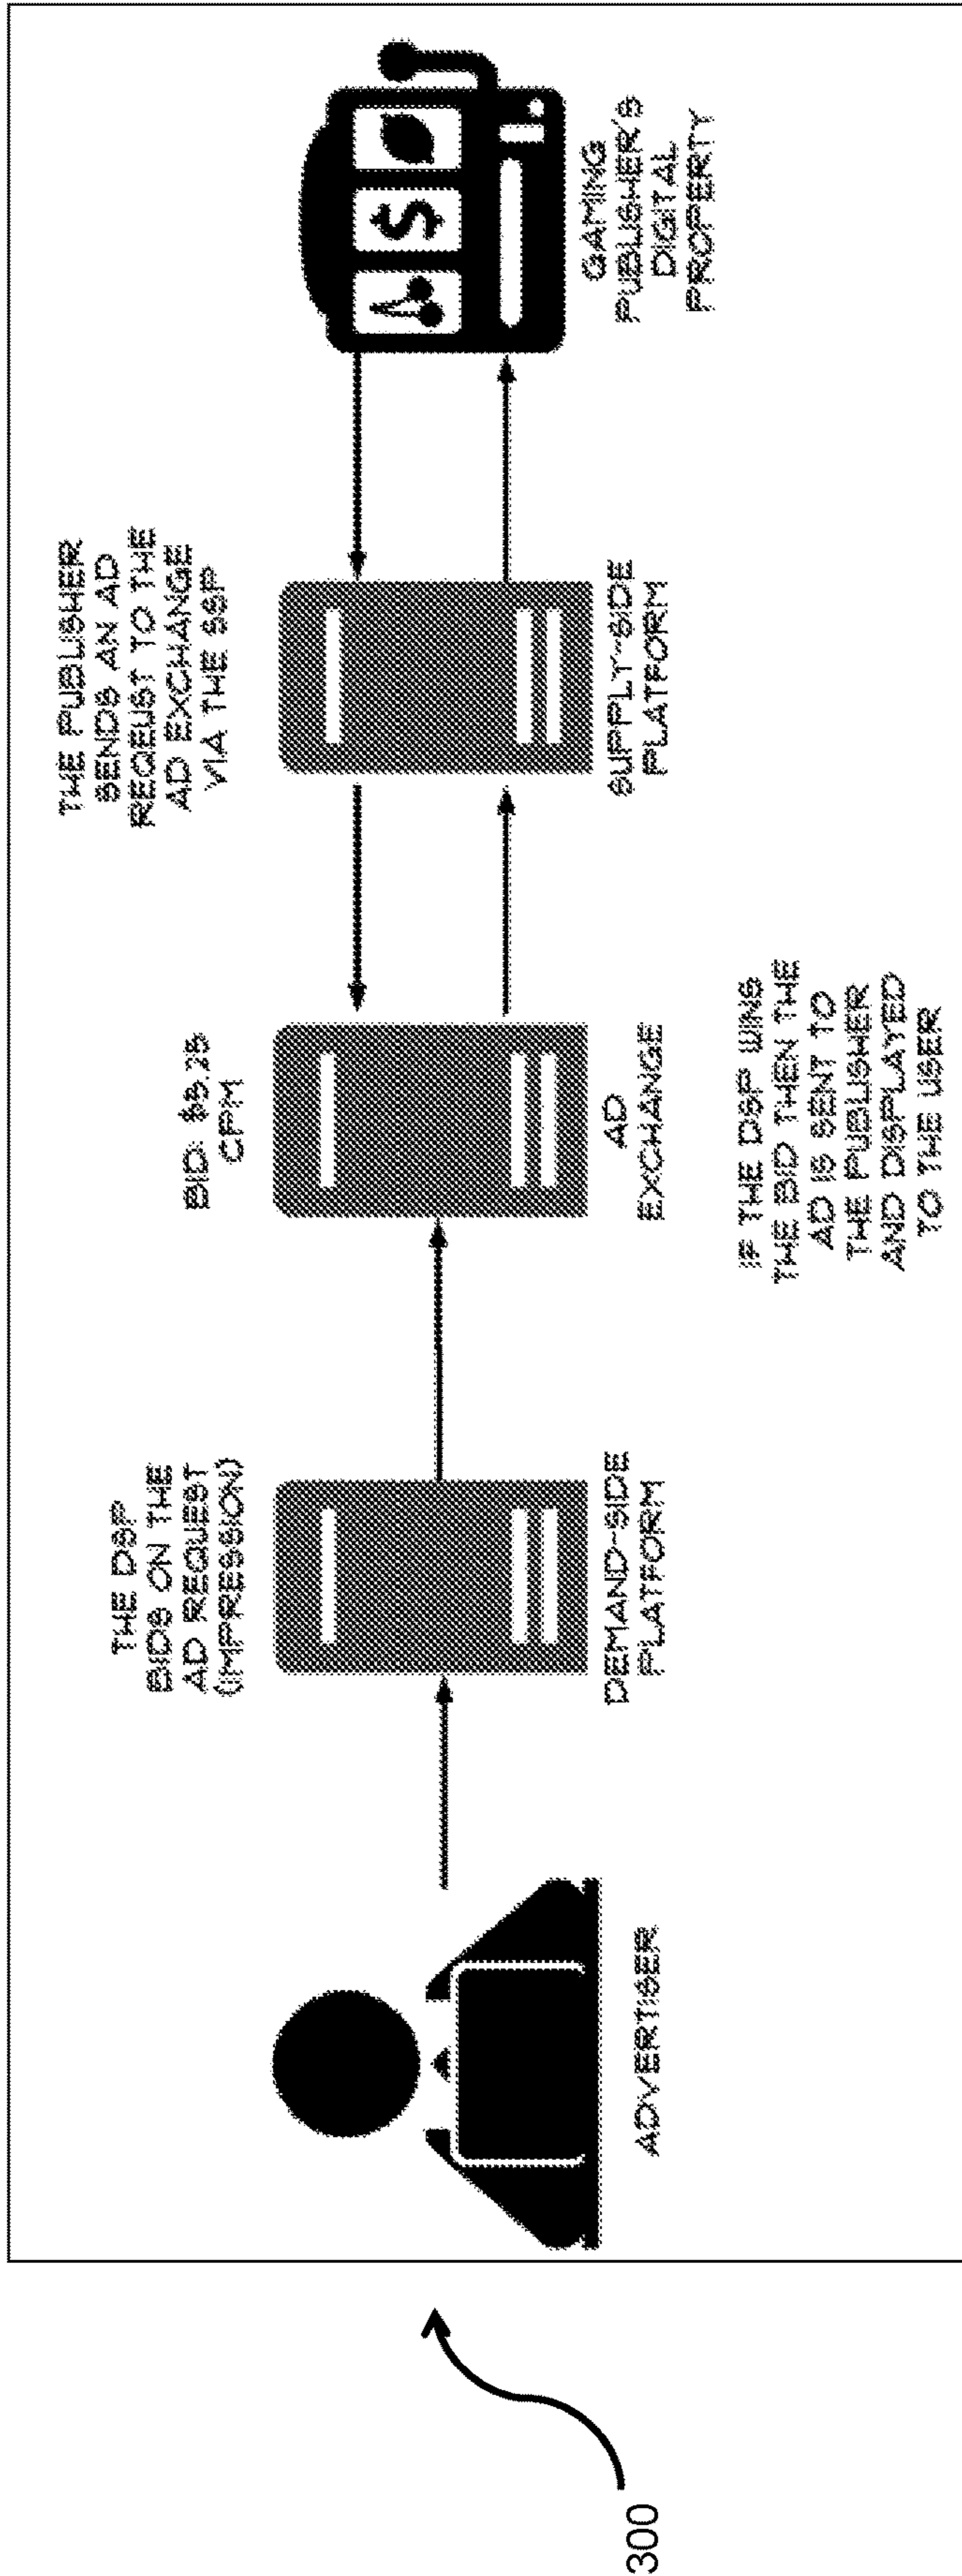 THE DSP
BIDS ON THE
AD REQUEST
(IMPRESSION)
BID: $5.25
CPM
THE PUBLISHER
SENDS AN AD
REQEUST TO THE
AD EXCHANGE
VIA THE SSP
$
ADVERTISER
DEMAND-SIDE
PLATFORM
AD
EXCHANGE
SUPPLY-SIDE
PLATFORM
GAMING
PUBLISHER'S
DIGITAL
PROPERTY
IF THE DSP WINS
THE BID THEN THE
AD IS SENT TO
THE PUBLISHER
AND DISPLAYED
TO THE USER
300